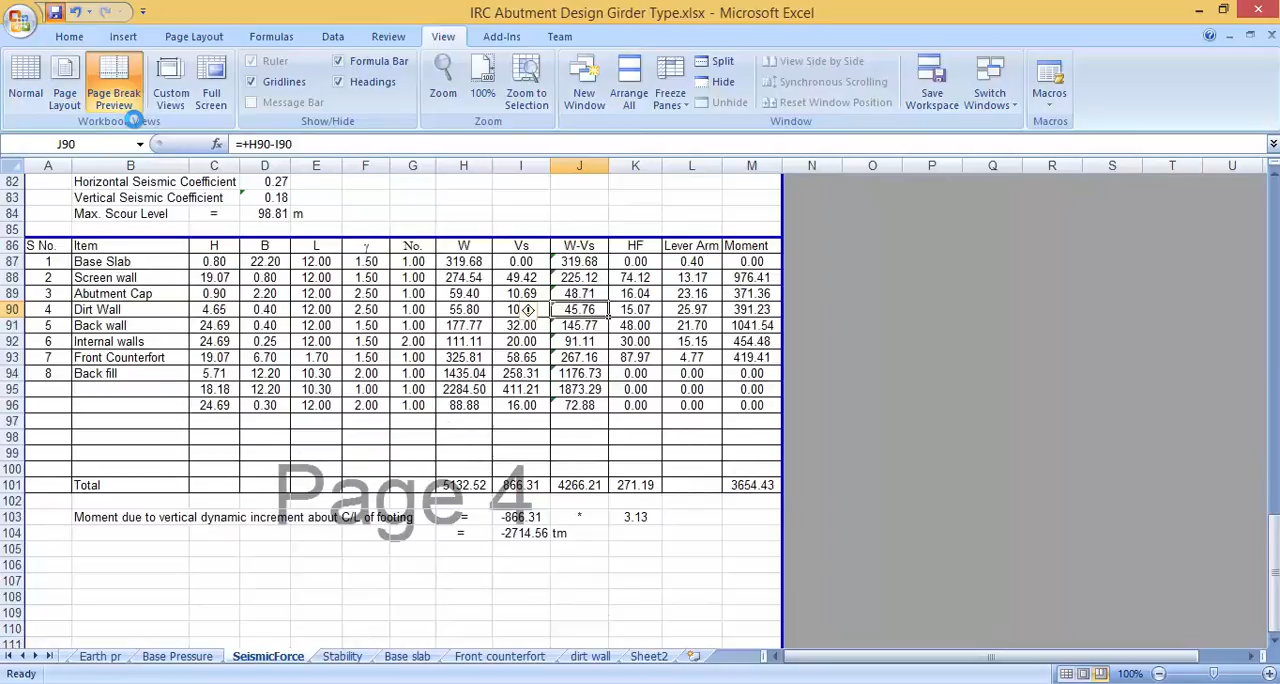 IRC Abutment Design Girder Type.xlsx - Microsoft Excel
Home Insert Page Layout Formulas Data Review View Add-Ins Team
Normal Page Layout Page Break Preview Custom Views Full Screen
Ruler Formula Bar
Gridlines Headings
Message Bar
Zoom 100% Zoom to Selection
New Window Arrange All Freeze Panes
Split
Hide
Unhide
View Side by Side
Synchronous Scrolling
Reset Window Position
Save Workspace Switch Windows Macros
Workbook Views Show/Hide Zoom Window Macros
J90 fx =+H90-I90
A B C D E F G H I J K L M N O P Q R S T U
82 Horizontal Seismic Coefficient 0.27
83 Vertical Seismic Coefficient 0.18
84 Max. Scour Level = 98.81 m
85
86 S No. Item H B L γ No. W Vs W-Vs HF Lever Arm Moment
87 1 Base Slab 0.80 22.20 12.00 1.50 1.00 319.68 0.00 319.68 0.00 0.40 0.00
88 2 Screen wall 19.07 0.80 12.00 1.50 1.00 274.54 49.42 225.12 74.12 13.17 976.41
89 3 Abutment Cap 0.90 2.20 12.00 2.50 1.00 59.40 10.69 48.71 16.04 23.16 371.36
90 4 Dirt Wall 4.65 0.40 12.00 2.50 1.00 55.80 10 45.76 15.07 25.97 391.23
91 5 Back wall 24.69 0.40 12.00 1.50 1.00 177.77 32.00 145.77 48.00 21.70 1041.54
92 6 Internal walls 24.69 0.25 12.00 1.50 2.00 111.11 20.00 91.11 30.00 15.15 454.48
93 7 Front Counterfort 19.07 6.70 1.70 1.50 1.00 325.81 58.65 267.16 87.97 4.77 419.41
94 8 Back fill 5.71 12.20 10.30 2.00 1.00 1435.04 258.31 1176.73 0.00 0.00 0.00
95 18.18 12.20 10.30 1.00 1.00 2284.50 411.21 1873.29 0.00 0.00 0.00
96 24.69 0.30 12.00 2.00 1.00 88.88 16.00 72.88 0.00 0.00 0.00
97
98
99
100
101 Total 5132.52 866.31 4266.21 271.19 3654.43
102
Page 4
103 Moment due to vertical dynamic increment about C/L of footing = -866.31 * 3.13
104 = -2714.56 tm
105
106
107
108
109
110
111
Earth pr Base Pressure SeismicForce Stability Base slab Front counterfort dirt wall Sheet2
Ready 100%